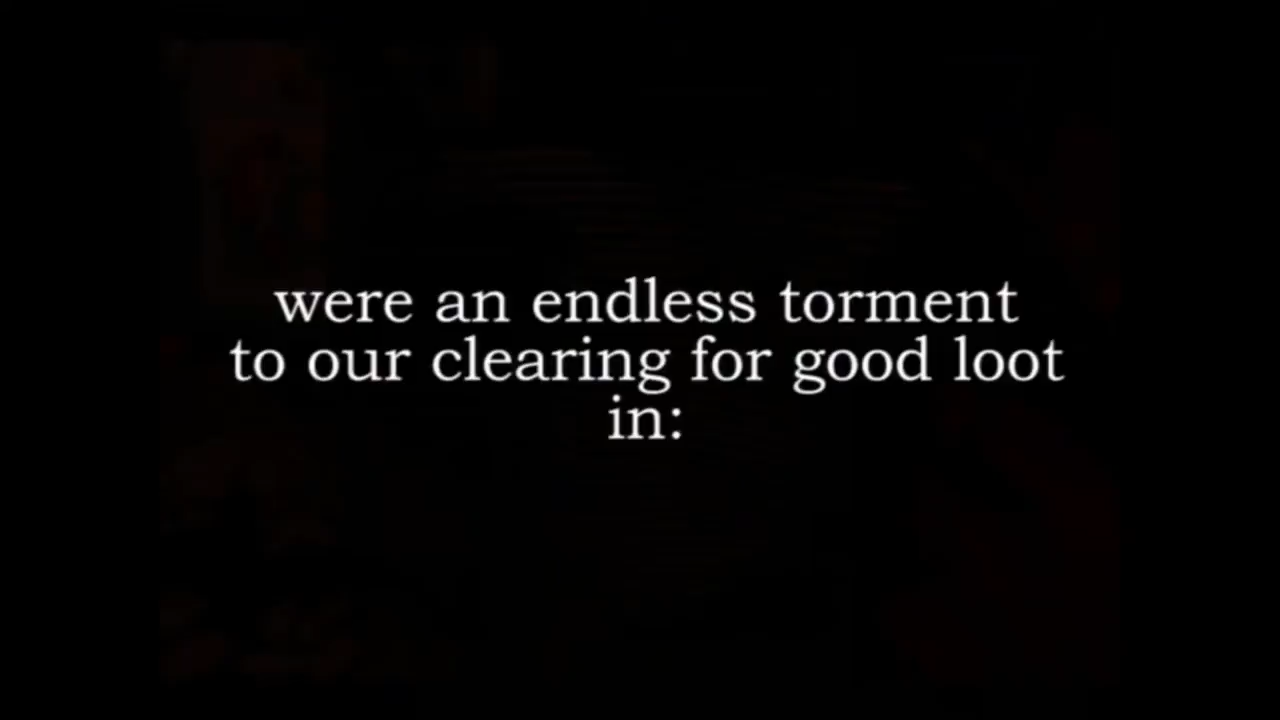 were an endless torment
to our clearing for good loot
in: